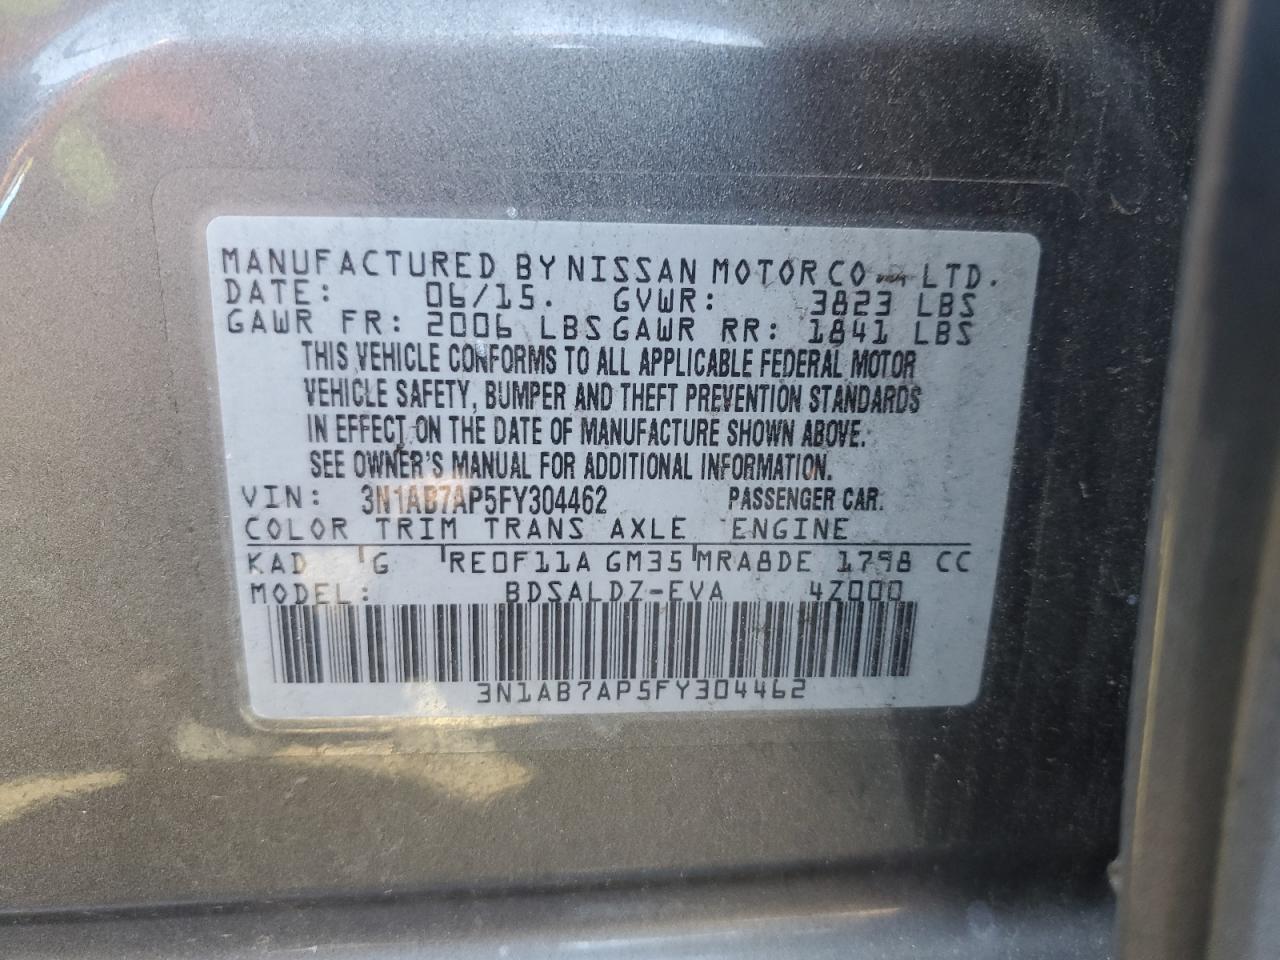 MANUFACTURED BY NISSAN MOTOR CO., LTD.
DATE: 06/15. GVWR: 3823 LBS
GAWR FR: 2006 LBS GAWR RR: 1841 LBS
THIS VEHICLE CONFORMS TO ALL APPLICABLE FEDERAL MOTOR
VEHICLE SAFETY, BUMPER AND THEFT PREVENTION STANDARDS
IN EFFECT ON THE DATE OF MANUFACTURE SHOWN ABOVE.
SEE OWNER'S MANUAL FOR ADDITIONAL INFORMATION.
VIN: 3N1AB7AP5FY304462 PASSENGER CAR.
COLOR TRIM TRANS AXLE ENGINE
KAD G RE0F11A GM35 MRA8DE 1798 CC
MODEL: BDSALDZ-EVA 4Z000
3N1AB7AP5FY304462